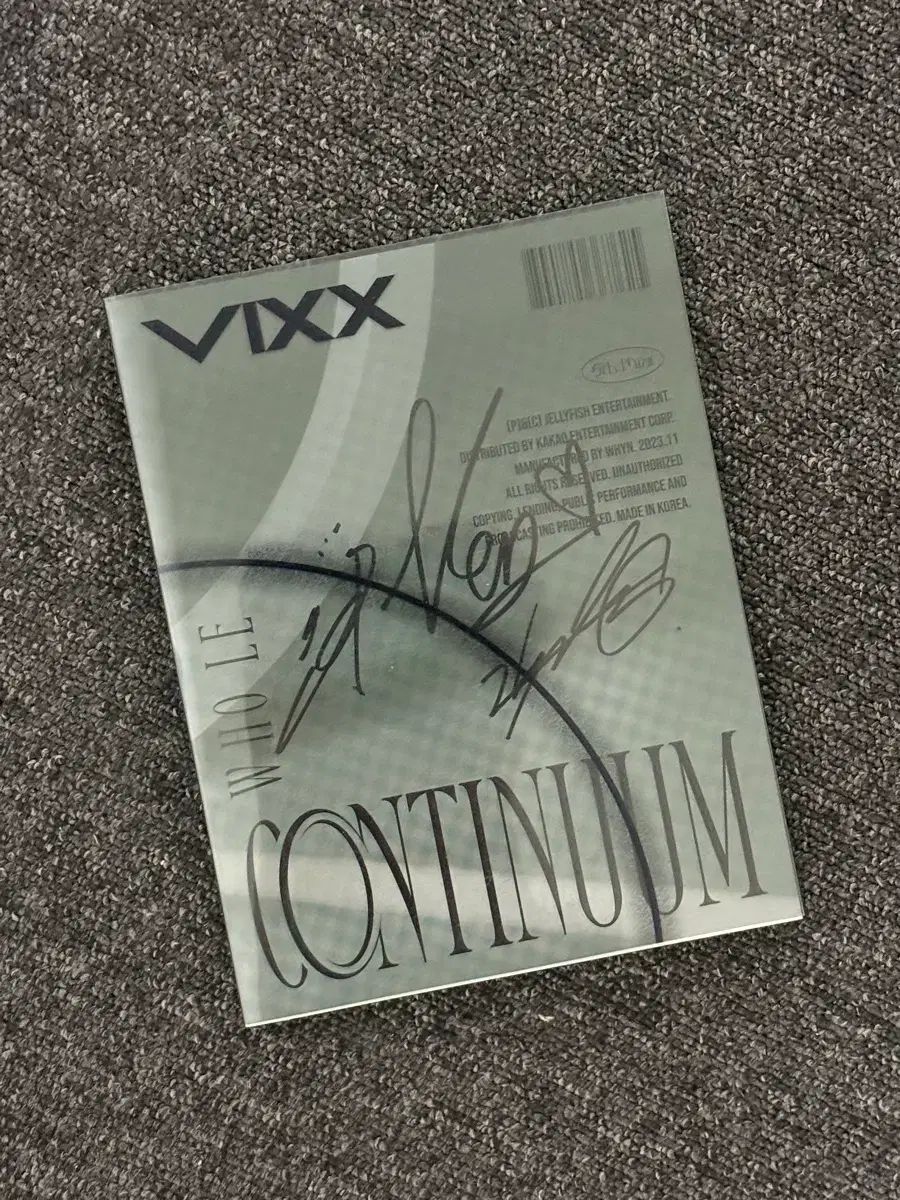 VIXX
5th Mini
(P)&(C) JELLYFISH ENTERTAINMENT.
DISTRIBUTED BY KAKAO ENTERTAINMENT CORP.
MANUFACTURED BY WHYN. 2023.11
ALL RIGHTS RESERVED. UNAUTHORIZED
COPYING, LENDING, PUBLIC PERFORMANCE AND
BROADCASTING PROHIBITED. MADE IN KOREA.
Ken
WHOLE
CONTINUUM